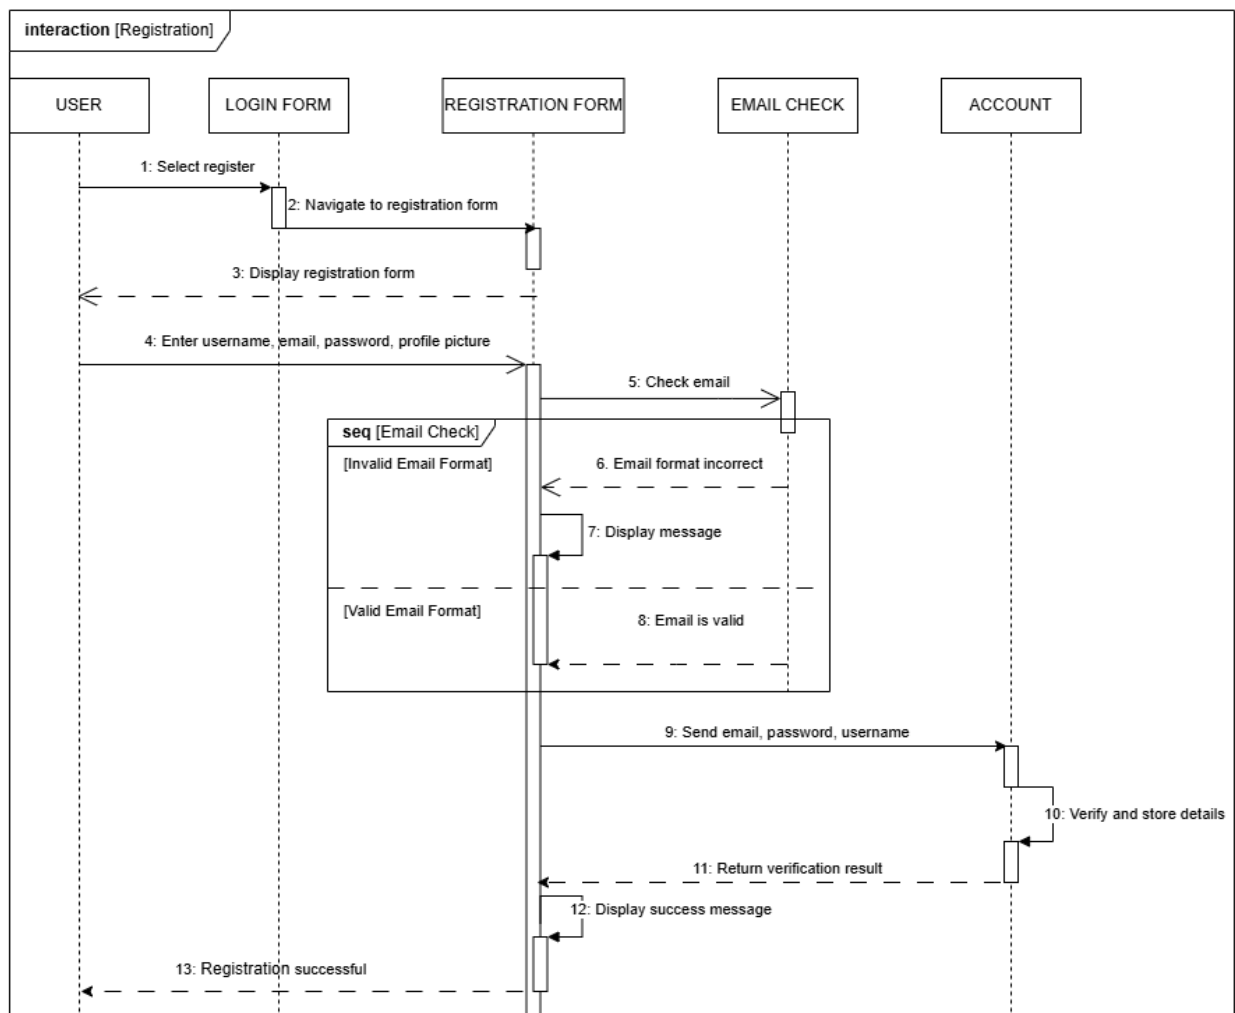 interaction [Registration]
USER
LOGIN FORM
REGISTRATION FORM
EMAIL CHECK
ACCOUNT
1: Select register
2: Navigate to registration form
3: Display registration form
4: Enter username, email, password, profile picture
5: Check email
seq [Email Check]
[Invalid Email Format]
6. Email format incorrect
7: Display message
[Valid Email Format]
8: Email is valid
9: Send email, password, username
10: Verify and store details
11: Return verification result
12: Display success message
13: Registration successful